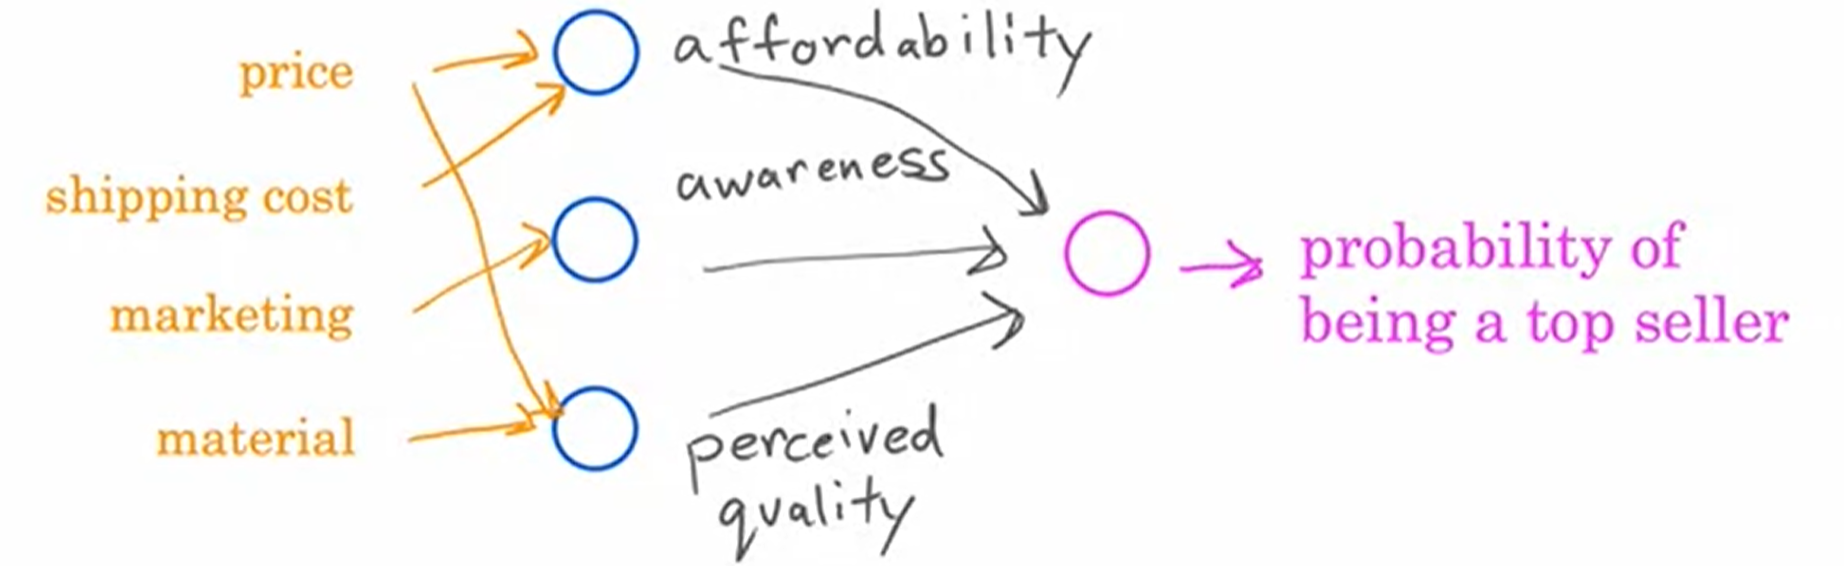 price
affordability
shipping cost
awareness
marketing
material
perceived
quality
probability of
being a top seller